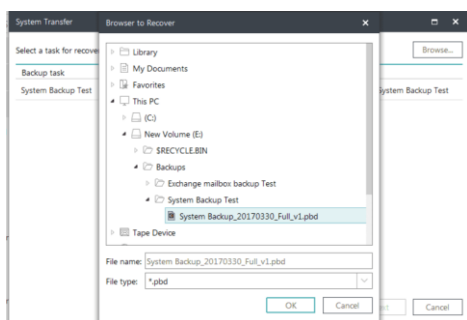 System Transfer
Browser to Recover
Select a task for recove
Browse...
Backup task
System Backup Test
System Backup Test
Library
My Documents
Favorites
This PC
(C:)
New Volume (E:)
$RECYCLE.BIN
Backups
Exchange mailbox backup Test
System Backup Test
System Backup_20170330_Full_v1.pbd
Tape Device
File name: System Backup_20170330_Full_v1.pbd
File type: *.pbd
OK
Cancel
Cancel